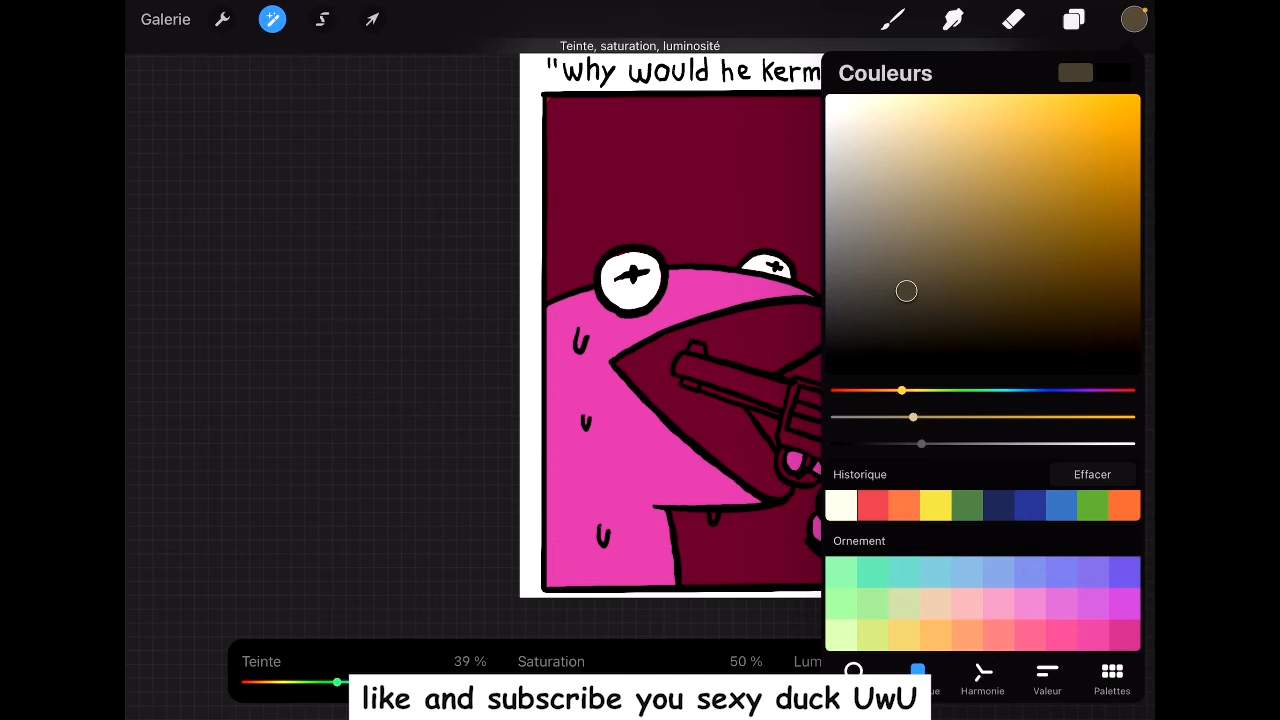 Galerie
Teinte, saturation, luminosité
"why would he Kerm
Couleurs
Historique
Effacer
Ornement
Teinte
39 %
Saturation
50 %
Lum
Harmonie
Valeur
Palettes
like and subscribe you sexy duck UwU